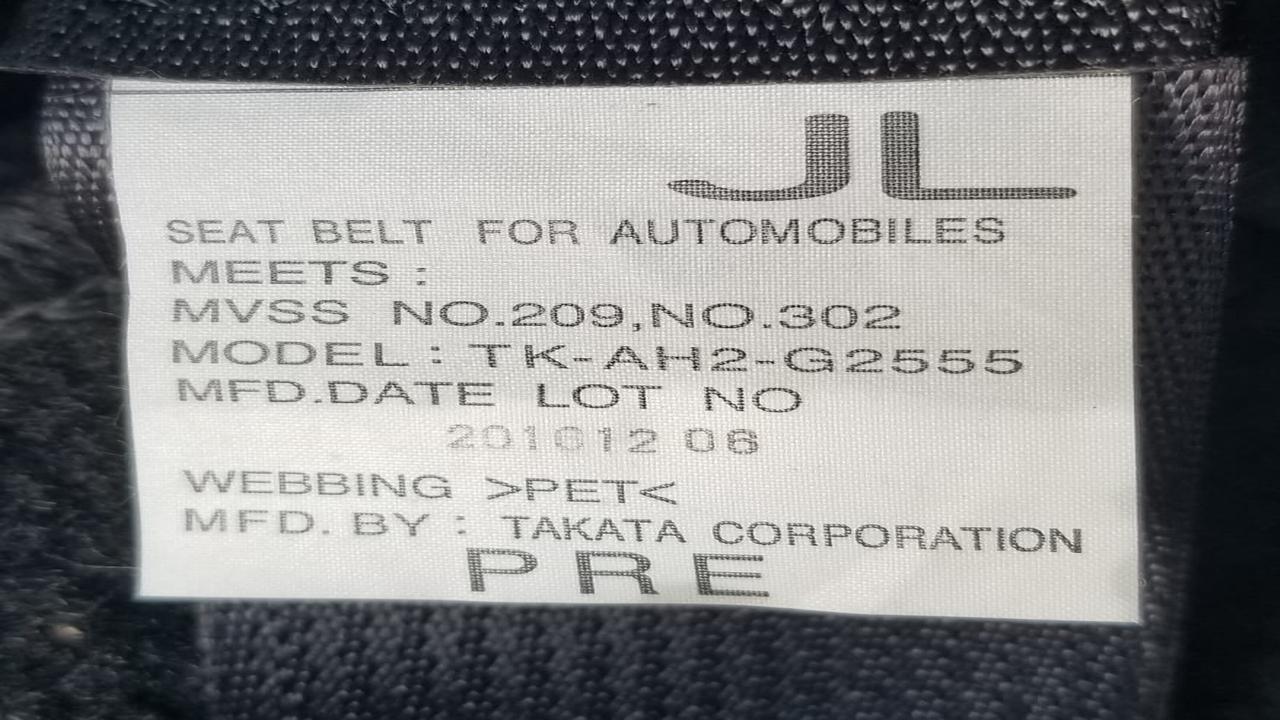 JL
SEAT BELT FOR AUTOMOBILES
MEETS :
MVSS NO.209,NO.302
MODEL : TK-AH2-G2555
MFD.DATE LOT NO
201612 06
WEBBING >PET<
MFD. BY : TAKATA CORPORATION
PRE